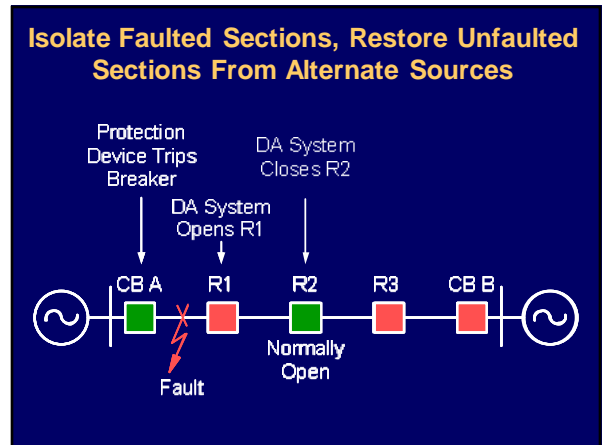 Isolate Faulted Sections, Restore Unfaulted
Sections From Alternate Sources
Protection
Device Trips
Breaker
DA System
Closes R2
DA System
Opens R1
CB A
R1
R2
R3
CB B
Normally
Open
Fault